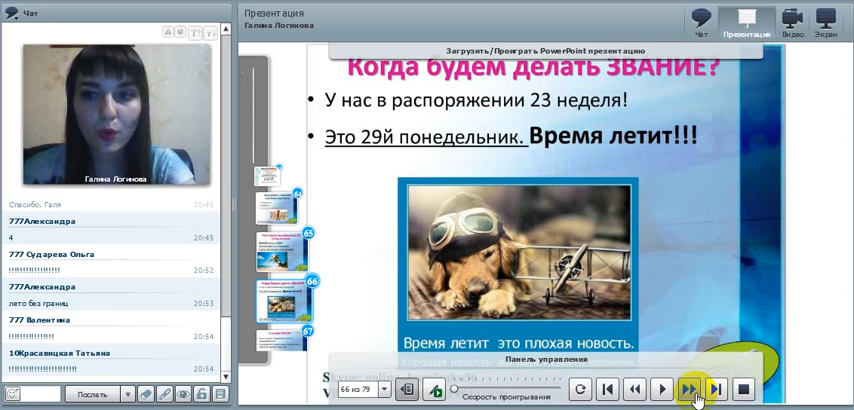 Чат
Галина Логинова
Спасибо, Галя 20:41
777Александра
4 20:45
777 Сударева Ольга
!!!!!!!!!!!!!!!!!!! 20:52
777Александра
лето без границ 20:53
777 Валентина
!!!!!!!!!!!!!!!! 20:54
10Красавицкая Татьяна
!!!!!!!!!!!!!!!!!!!!!!!! 20:54
Послать
Презентация
Галина Логинова
Чат
Презентация
Видео
Экран
Загрузить/Проиграть PowerPoint презентацию
64
65
66
67
Когда будем делать ЗВАНИЕ?
• У нас в распоряжении 23 неделя!
• Это 29й понедельник. Время летит!!!
Время летит это плохая новость.
Панель управления
66 из 79
Скорость проигрывания